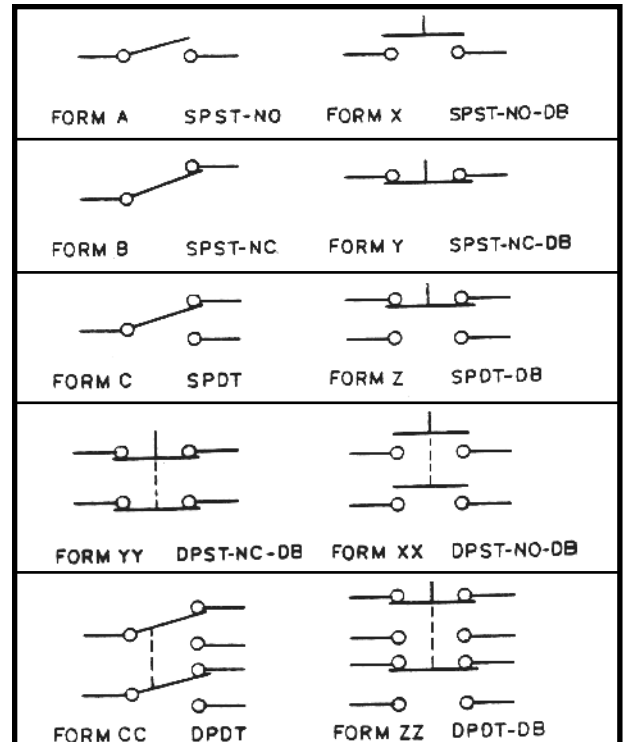 FORM A SPST-NO FORM X SPST-NO-DB
FORM B SPST-NC FORM Y SPST-NC-DB
FORM C SPDT FORM Z SPDT-DB
FORM YY DPST-NC-DB FORM XX DPST-NO-DB
FORM CC DPDT FORM ZZ DPDT-DB